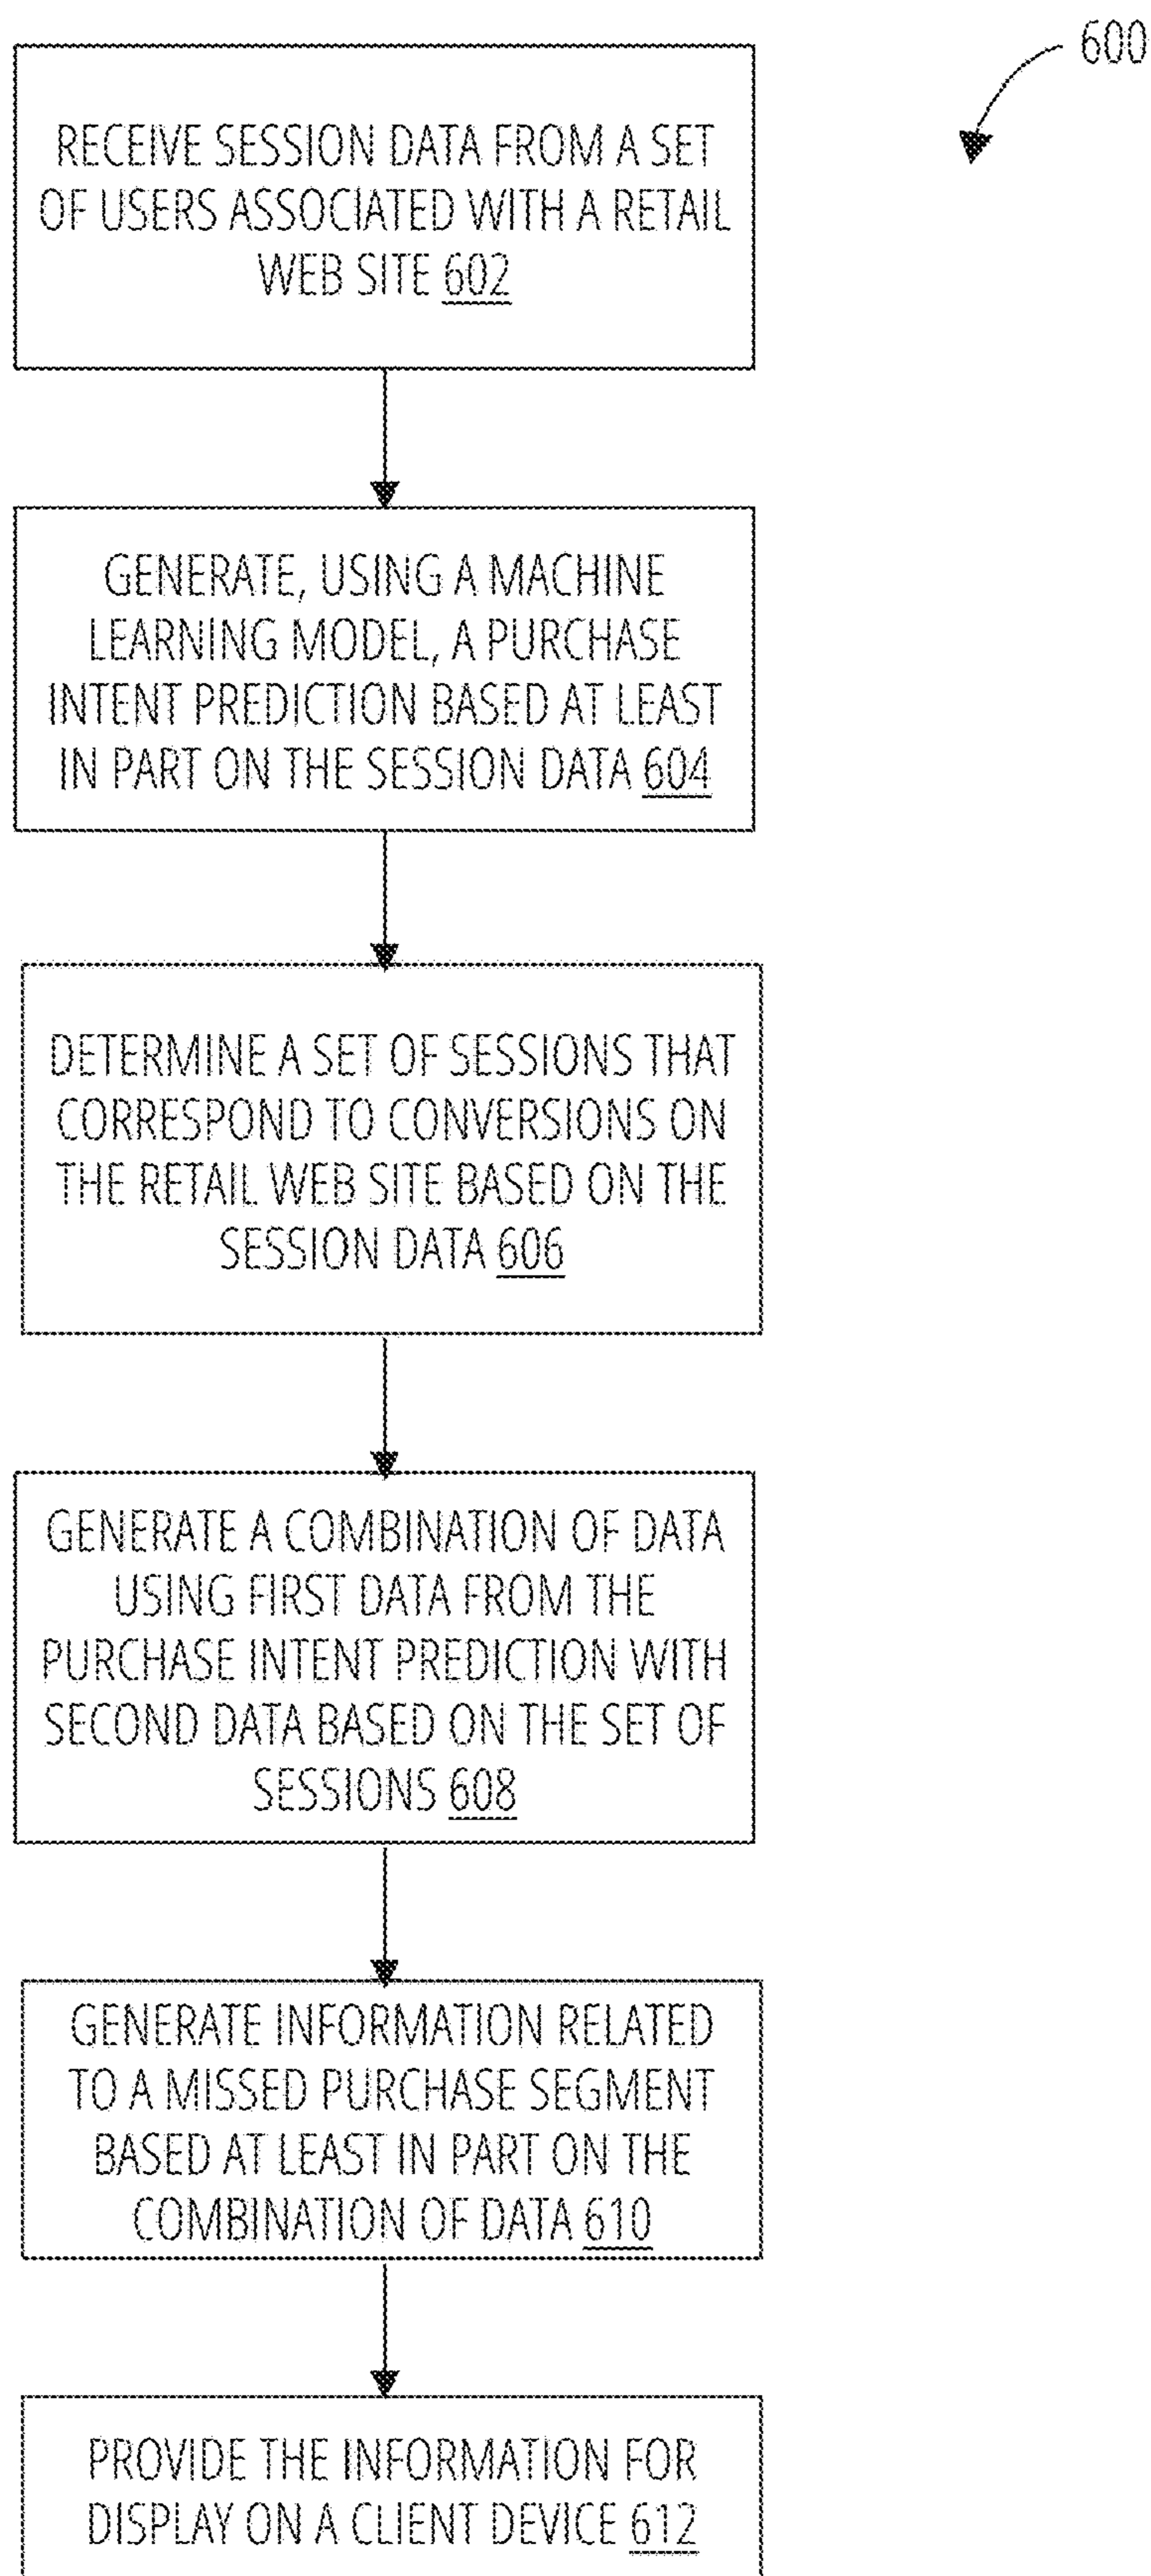 600
RECEIVE SESSION DATA FROM A SET
OF USERS ASSOCIATED WITH A RETAIL
WEB SITE 602
GENERATE, USING A MACHINE
LEARNING MODEL, A PURCHASE
INTENT PREDICTION BASED AT LEAST
IN PART ON THE SESSION DATA 604
DETERMINE A SET OF SESSIONS THAT
CORRESPOND TO CONVERSIONS ON
THE RETAIL WEB SITE BASED ON THE
SESSION DATA 606
GENERATE A COMBINATION OF DATA
USING FIRST DATA FROM THE
PURCHASE INTENT PREDICTION WITH
SECOND DATA BASED ON THE SET OF
SESSIONS 608
GENERATE INFORMATION RELATED
TO A MISSED PURCHASE SEGMENT
BASED AT LEAST IN PART ON THE
COMBINATION OF DATA 610
PROVIDE THE INFORMATION FOR
DISPLAY ON A CLIENT DEVICE 612